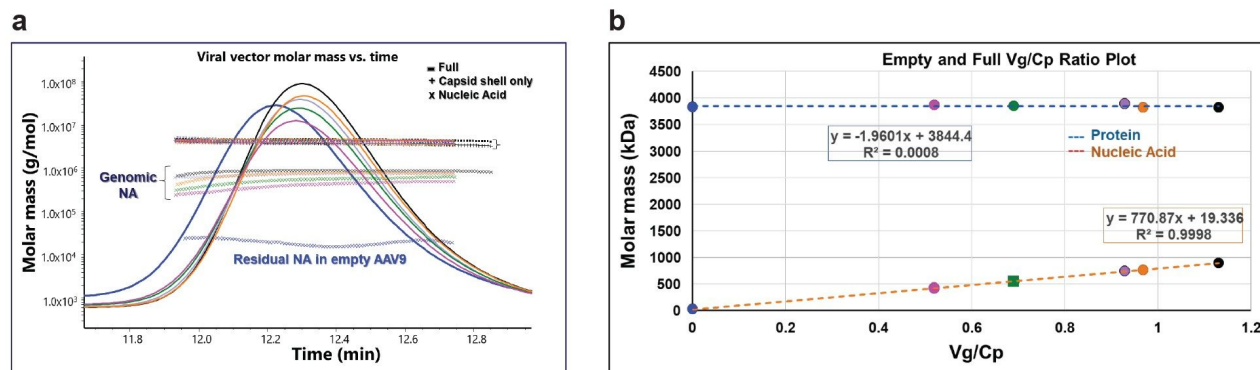 a
Viral vector molar mass vs. time
Full
+ Capsid shell only
x Nucleic Acid
Molar mass (g/mol)
1.0x10⁸
1.0x10⁷
1.0x10⁶
1.0x10⁵
1.0x10⁴
1.0x10³
Genomic
NA
Residual NA in empty AAV9
11.8
12.0
12.2
12.4
12.6
12.8
Time (min)
b
Empty and Full Vg/Cp Ratio Plot
Molar mass (kDa)
4500
4000
3500
3000
2500
2000
1500
1000
500
0
y = -1.9601x + 3844.4
R² = 0.0008
Protein
Nucleic Acid
y = 770.87x + 19.336
R² = 0.9998
0
0.2
0.4
0.6
0.8
1
1.2
Vg/Cp